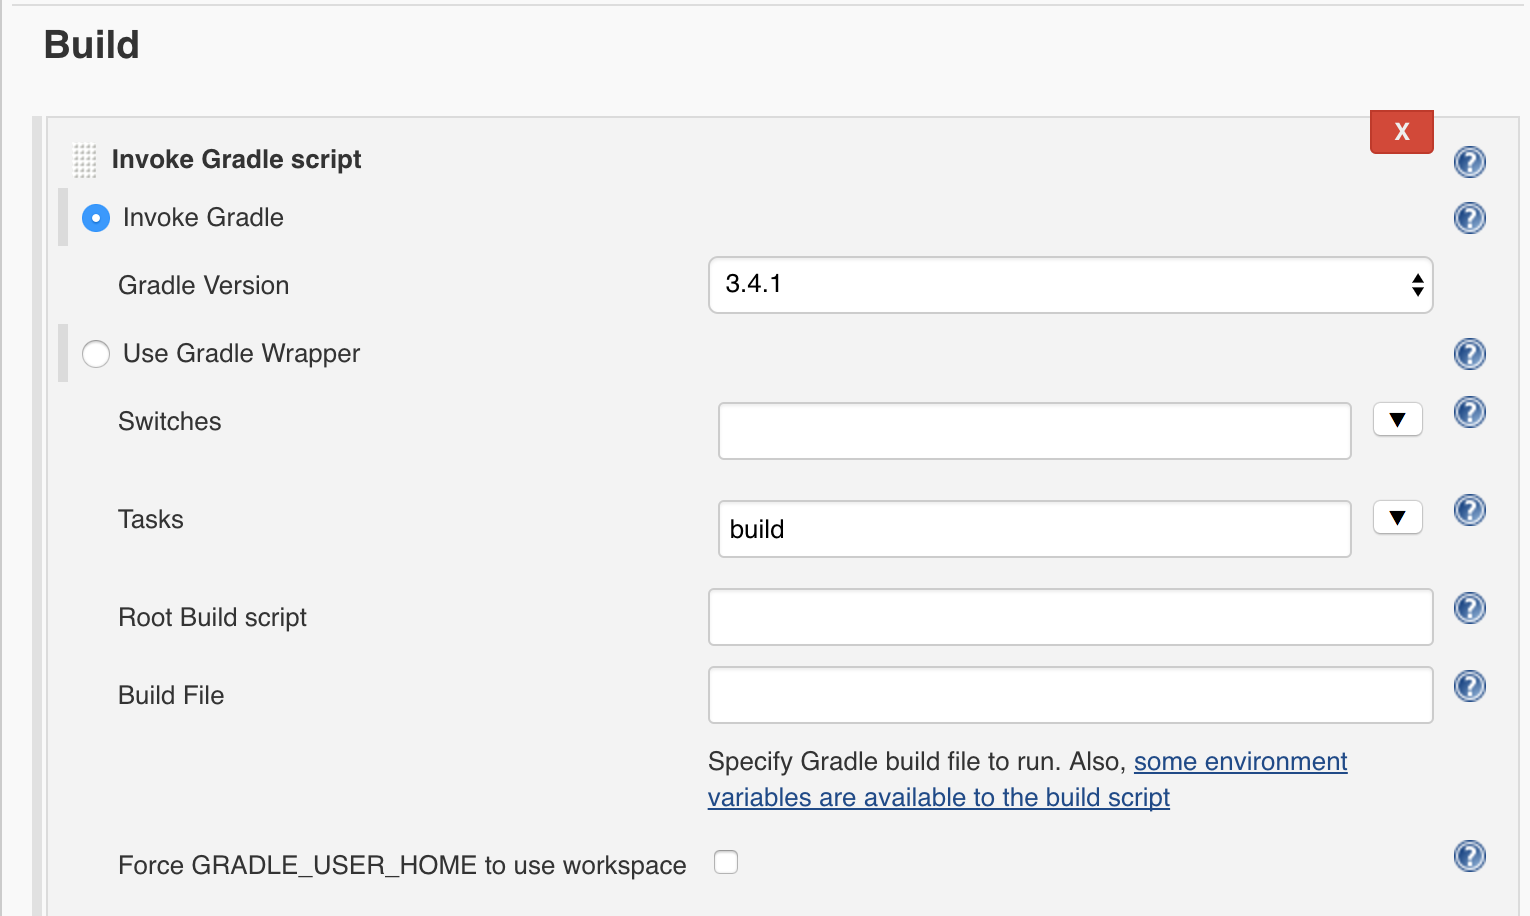 Build
X
Invoke Gradle script
?
Invoke Gradle
?
Gradle Version
3.4.1
Use Gradle Wrapper
?
Switches
▼
?
Tasks
build
▼
?
Root Build script
?
Build File
?
Specify Gradle build file to run. Also, some environment
variables are available to the build script
Force GRADLE_USER_HOME to use workspace
?